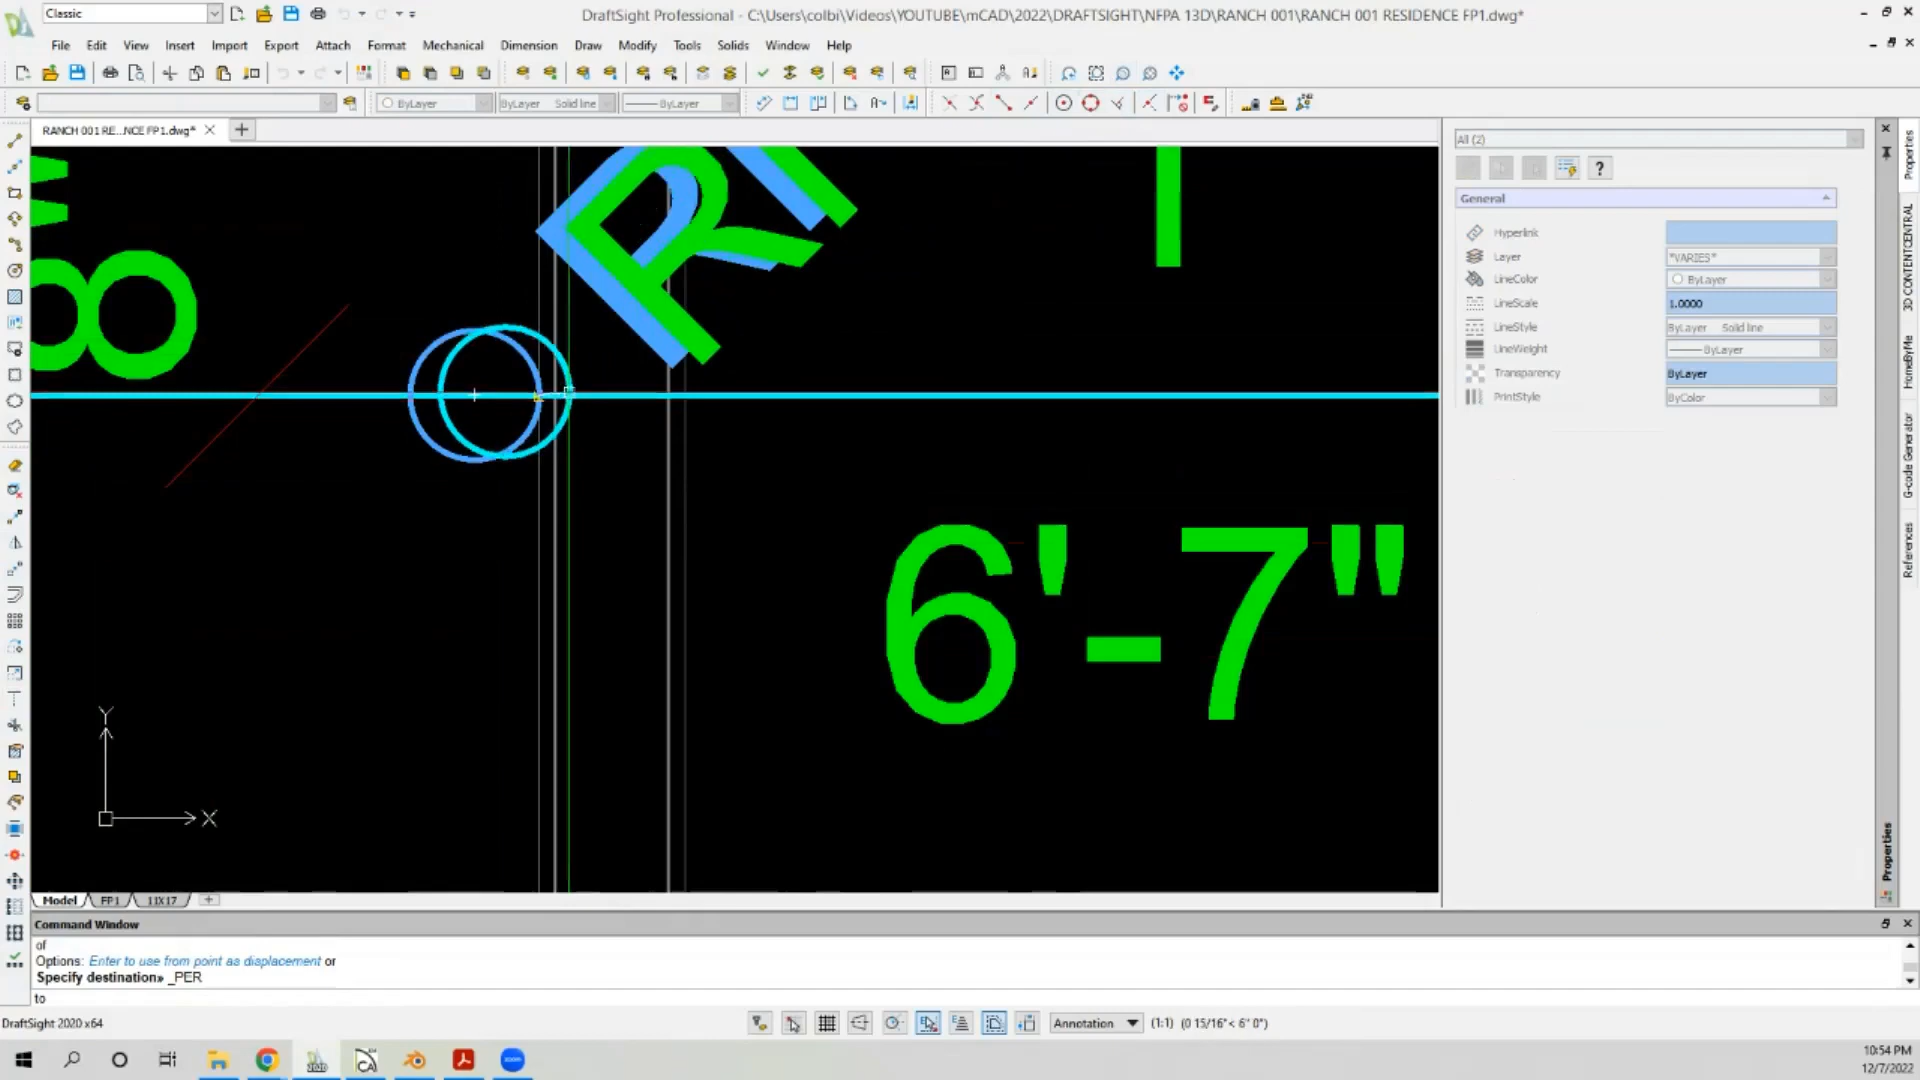 Classic
DraftSight Professional - C:\Users\colbi\Videos\YOUTUBE\mCAD\2022\DRAFTSIGHT\NFPA 13D\RANCH 001\RANCH 001 RESIDENCE FP1.dwg*
File Edit View Insert Import Export Attach Format Mechanical Dimension Draw Modify Tools Solids Window Help
ByLayer ByLayer Solid line ByLayer
RANCH 001 RE...NCE FP1.dwg*
All (2)
General
Hyperlink
Layer *VARIES*
LineColor ByLayer
LineScale 1.0000
LineStyle ByLayer Solid line
LineWeight ByLayer
Transparency ByLayer
PrintStyle ByColor
Properties
3D CONTENTCENTRAL
HomeByMe
G-code Generator
References
Properties
8
R
6'-7"
Y
X
Model FP1 11X17
Command Window
of
Options: Enter to use from point as displacement or
Specify destination» _PER
to
DraftSight 2020 x64
Annotation (1:1) (0 15/16"< 6" 0")
10:54 PM
12/7/2022